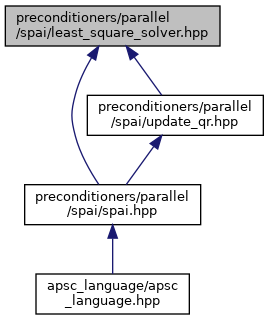 preconditioners/parallel
/spai/least_square_solver.hpp
preconditioners/parallel
/spai/update_qr.hpp
preconditioners/parallel
/spai/spai.hpp
apsc_language/apsc
_language.hpp